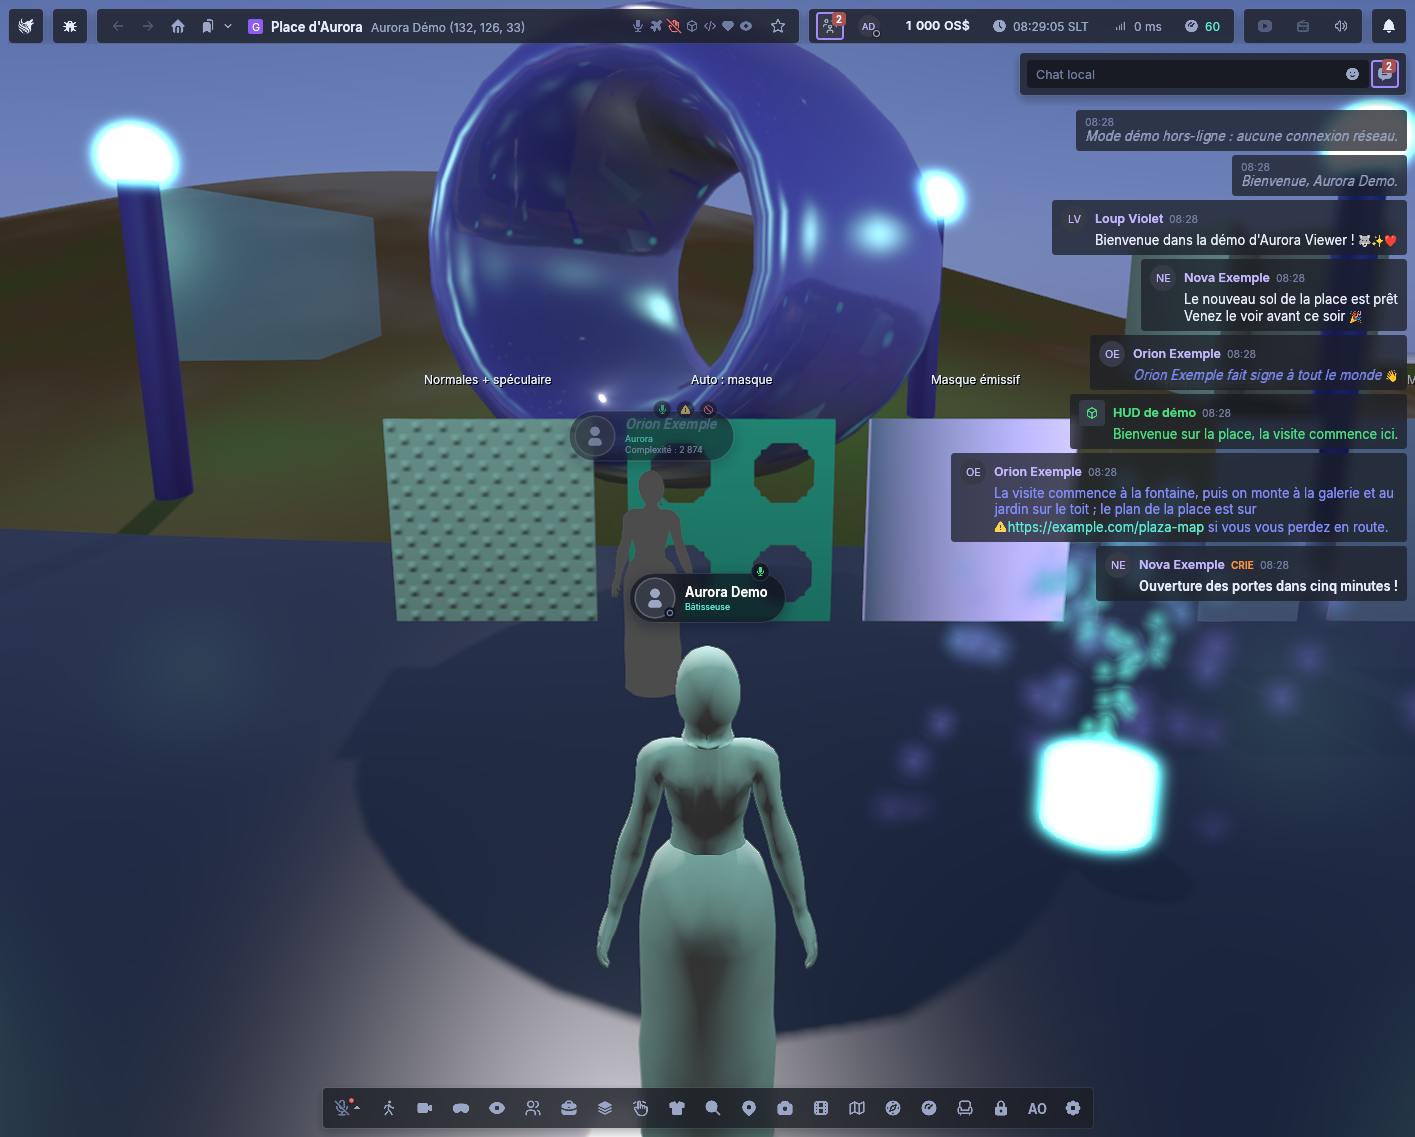 G Place d'Aurora Aurora Démo (132, 126, 33)
2
AD
1 000 OS$
08:29:05 SLT
0 ms
60
Chat local
2
08:28
Mode démo hors-ligne : aucune connexion réseau.
08:28
Bienvenue, Aurora Demo.
LV Loup Violet 08:28
Bienvenue dans la démo d'Aurora Viewer ! 🐺✨❤️
NE Nova Exemple 08:28
Le nouveau sol de la place est prêt
Venez le voir avant ce soir 🎉
OE Orion Exemple 08:28
Orion Exemple fait signe à tout le monde 👋
HUD de démo 08:28
Bienvenue sur la place, la visite commence ici.
OE Orion Exemple 08:28
La visite commence à la fontaine, puis on monte à la galerie et au
jardin sur le toit ; le plan de la place est sur
⚠️https://example.com/plaza-map si vous vous perdez en route.
NE Nova Exemple CRIE 08:28
Ouverture des portes dans cinq minutes !
Normales + spéculaire
Auto : masque
Masque émissif
M
Orion Exemple
Aurora
Complexité : 2 874
Aurora Demo
Bâtisseuse
AO